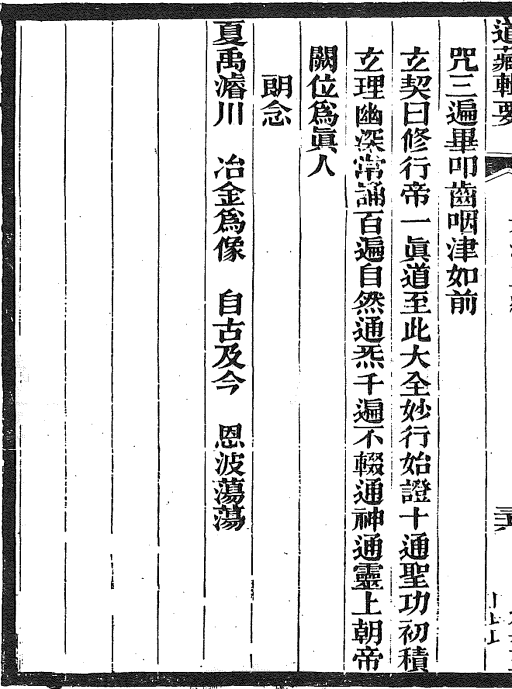 道藏輯要
咒三遍畢叩齒咽津如前
玄契曰修行帝一眞道至此大全妙行始證十通聖功初積
玄理幽深常誦百遍自然通炁千遍不輟通神通靈上朝帝
闕位爲眞人
朙念
夏禹濬川　冶金爲像　自古及今　恩波蕩蕩